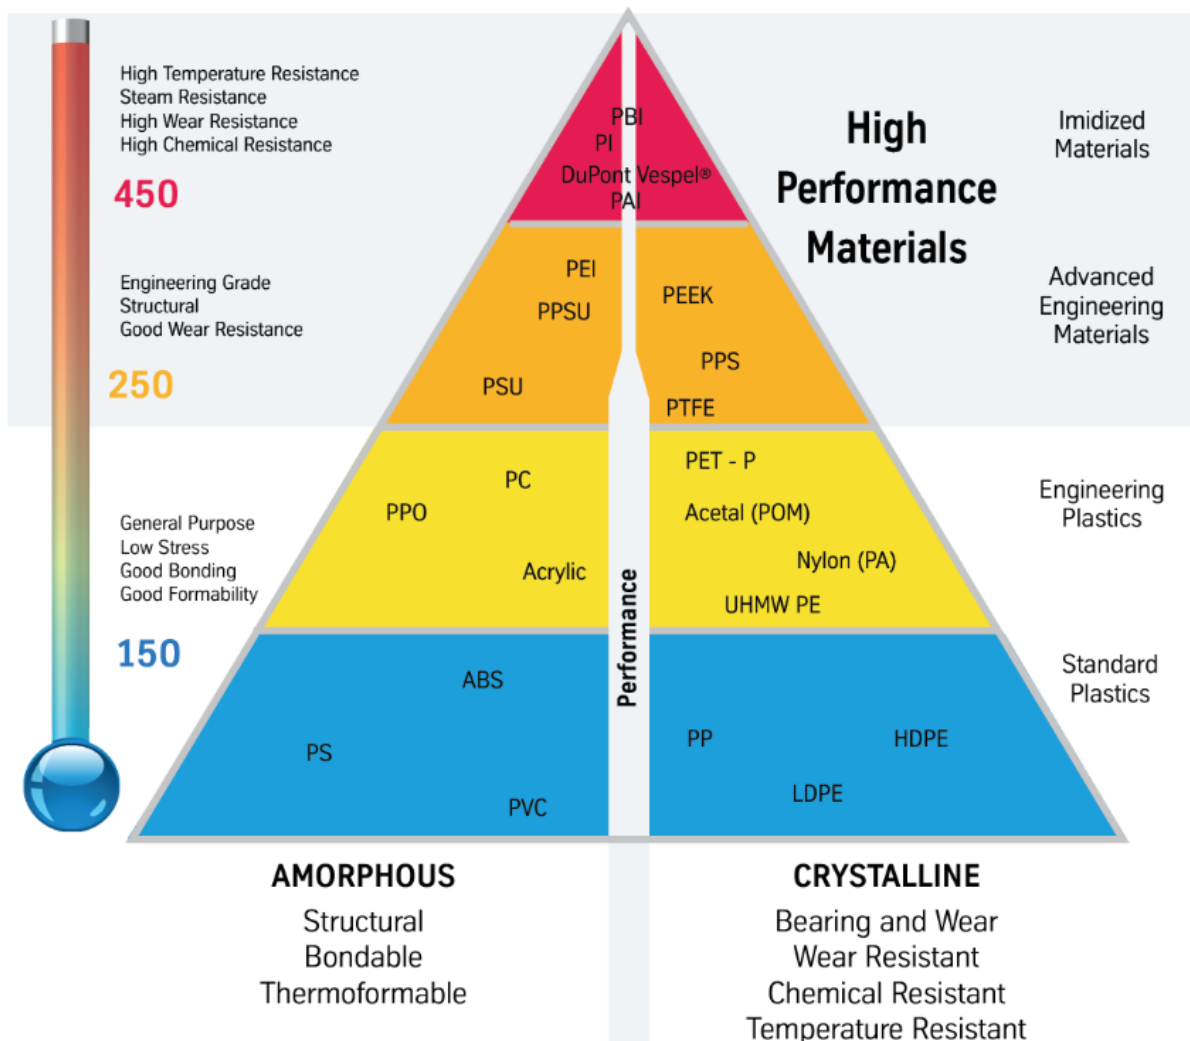 High Temperature Resistance
Steam Resistance
High Wear Resistance
High Chemical Resistance
450
Engineering Grade
Structural
Good Wear Resistance
250
General Purpose
Low Stress
Good Bonding
Good Formability
150
PBI
PI
DuPont Vespel®
PAI
PEI
PPSU
PSU
PEEK
PPS
PTFE
PC
PPO
Acrylic
PET - P
Acetal (POM)
Nylon (PA)
UHMW PE
ABS
PS
PVC
PP
HDPE
LDPE
Performance
High
Performance
Materials
Imidized
Materials
Advanced
Engineering
Materials
Engineering
Plastics
Standard
Plastics
AMORPHOUS
Structural
Bondable
Thermoformable
CRYSTALLINE
Bearing and Wear
Wear Resistant
Chemical Resistant
Temperature Resistant